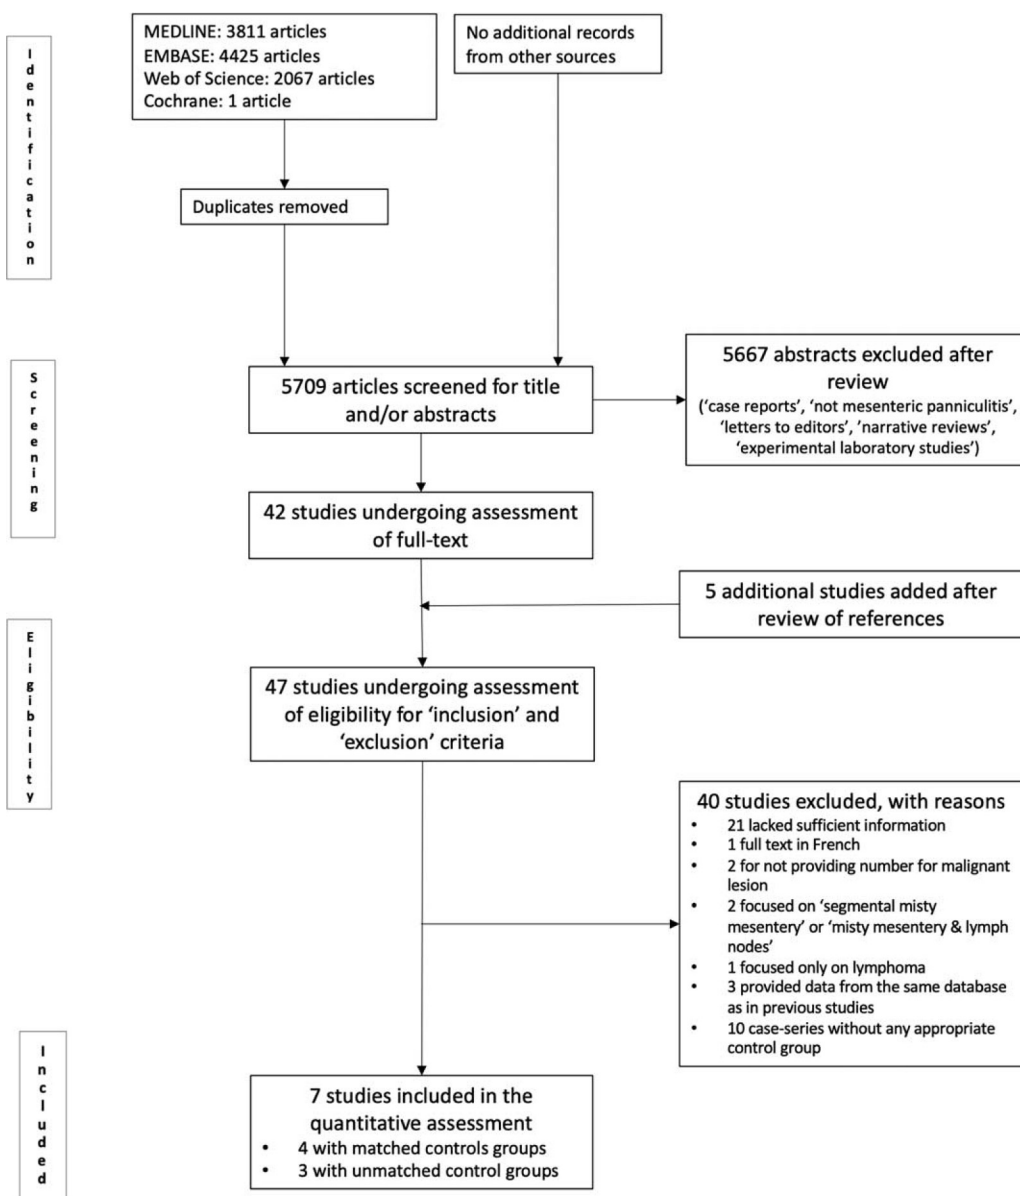 Identification
MEDLINE: 3811 articles
EMBASE: 4425 articles
Web of Science: 2067 articles
Cochrane: 1 article
No additional records
from other sources
Duplicates removed
Screening
5709 articles screened for title
and/or abstracts
5667 abstracts excluded after
review
(‘case reports’, ‘not mesenteric panniculitis’,
‘letters to editors’, ’narrative reviews’,
‘experimental laboratory studies’)
42 studies undergoing assessment
of full-text
5 additional studies added after
review of references
Eligibility
47 studies undergoing assessment
of eligibility for ‘inclusion’ and
‘exclusion’ criteria
40 studies excluded, with reasons
• 21 lacked sufficient information
• 1 full text in French
• 2 for not providing number for malignant
lesion
• 2 focused on ‘segmental misty
mesentery’ or ‘misty mesentery & lymph
nodes’
• 1 focused only on lymphoma
• 3 provided data from the same database
as in previous studies
• 10 case-series without any appropriate
control group
Included
7 studies included in the
quantitative assessment
• 4 with matched controls groups
• 3 with unmatched control groups